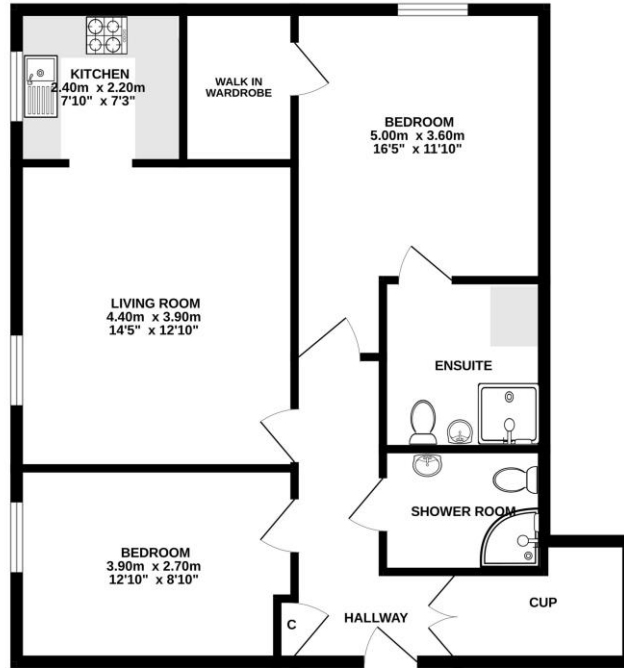 KITCHEN
2.40m x 2.20m
7'10" x 7'3"
WALK IN
WARDROBE
BEDROOM
5.00m x 3.60m
16'5" x 11'10"
LIVING ROOM
4.40m x 3.90m
14'5" x 12'10"
ENSUITE
SHOWER ROOM
BEDROOM
3.90m x 2.70m
12'10" x 8'10"
C
HALLWAY
CUP